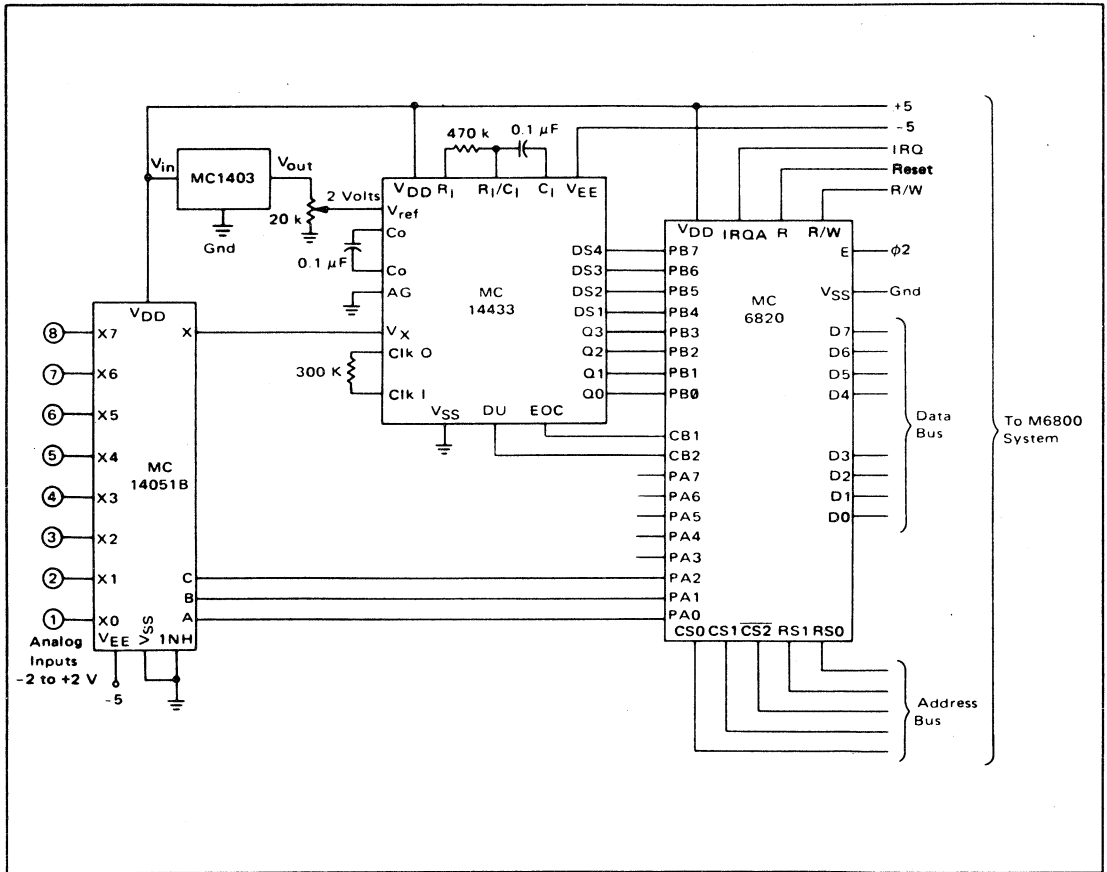 +5
-5
IRQ
Reset
R/W
470 k
0.1 µF
Vin
MC1403
Vout
Gnd
20 k
2 Volts
VDD RI RI/CI CI VEE
Vref
Co
0.1 µF
Co
AG
VX
Clk O
300 K
Clk I
MC
14433
DS4
DS3
DS2
DS1
Q3
Q2
Q1
Q0
VSS DU EOC
VDD IRQA R R/W
E
φ2
VSS
Gnd
PB7
PB6
PB5
PB4
PB3
PB2
PB1
PB0
MC
6820
CB1
CB2
PA7
PA6
PA5
PA4
PA3
PA2
PA1
PA0
D7
D6
D5
D4
D3
D2
D1
D0
Data
Bus
To M6800
System
CS0 CS1 CS2 RS1 RS0
Address
Bus
VDD
X
8 X7
7 X6
6 X5
5 X4
4 X3
3 X2
2 X1
1 X0
MC
14051B
C
B
A
VEE VSS 1NH
Analog
Inputs
-2 to +2 V
-5